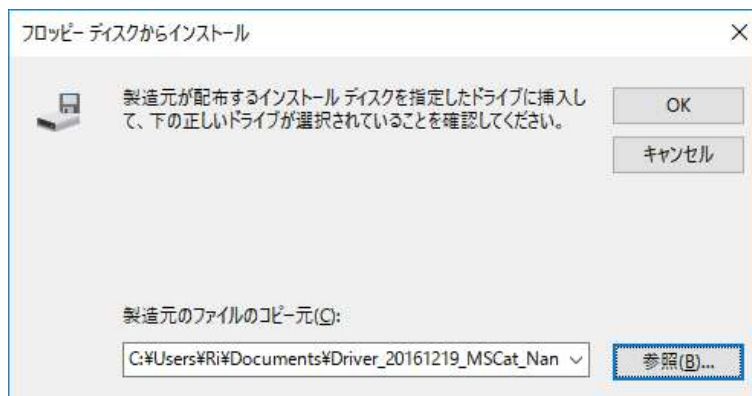 フロッピー ディスクからインストール
製造元が配布するインストール ディスクを指定したドライブに挿入し
て、下の正しいドライブが選択されていることを確認してください。
OK
キャンセル
製造元のファイルのコピー元(C):
C:¥Users¥Ri¥Documents¥Driver_20161219_MSCat_Nan
参照(B)...